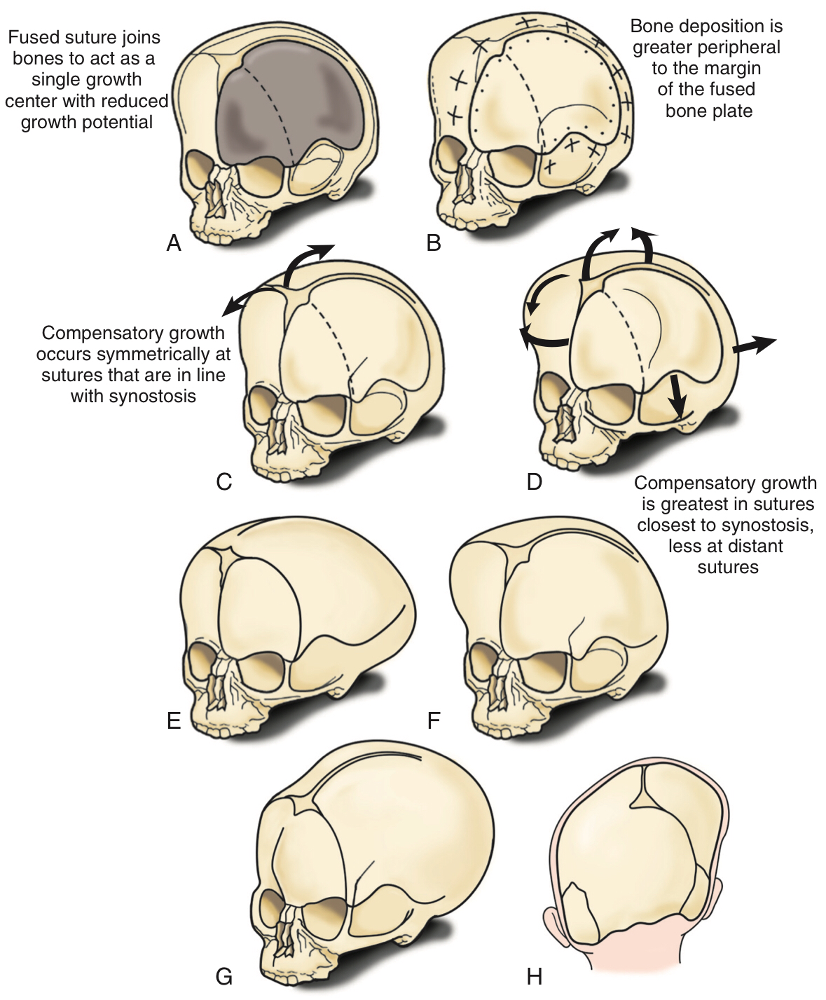 Fused suture joins
bones to act as a
single growth
center with reduced
growth potential
A
Bone deposition is
greater peripheral
to the margin
of the fused
bone plate
B
Compensatory growth
occurs symmetrically at
sutures that are in line
with synostosis
C
D
Compensatory growth
is greatest in sutures
closest to synostosis,
less at distant
sutures
E
F
G
H